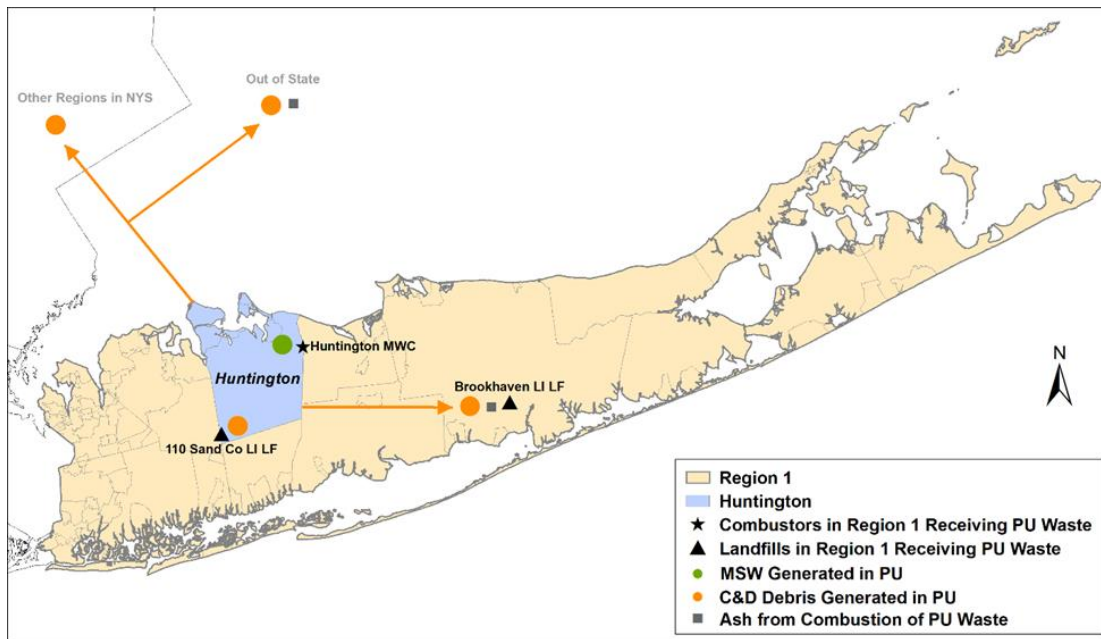 Other Regions in NYS
Out of State
Huntington MWC
Huntington
Brookhaven LI LF
110 Sand Co LI LF
N
Region 1
Huntington
Combustors in Region 1 Receiving PU Waste
Landfills in Region 1 Receiving PU Waste
MSW Generated in PU
C&D Debris Generated in PU
Ash from Combustion of PU Waste